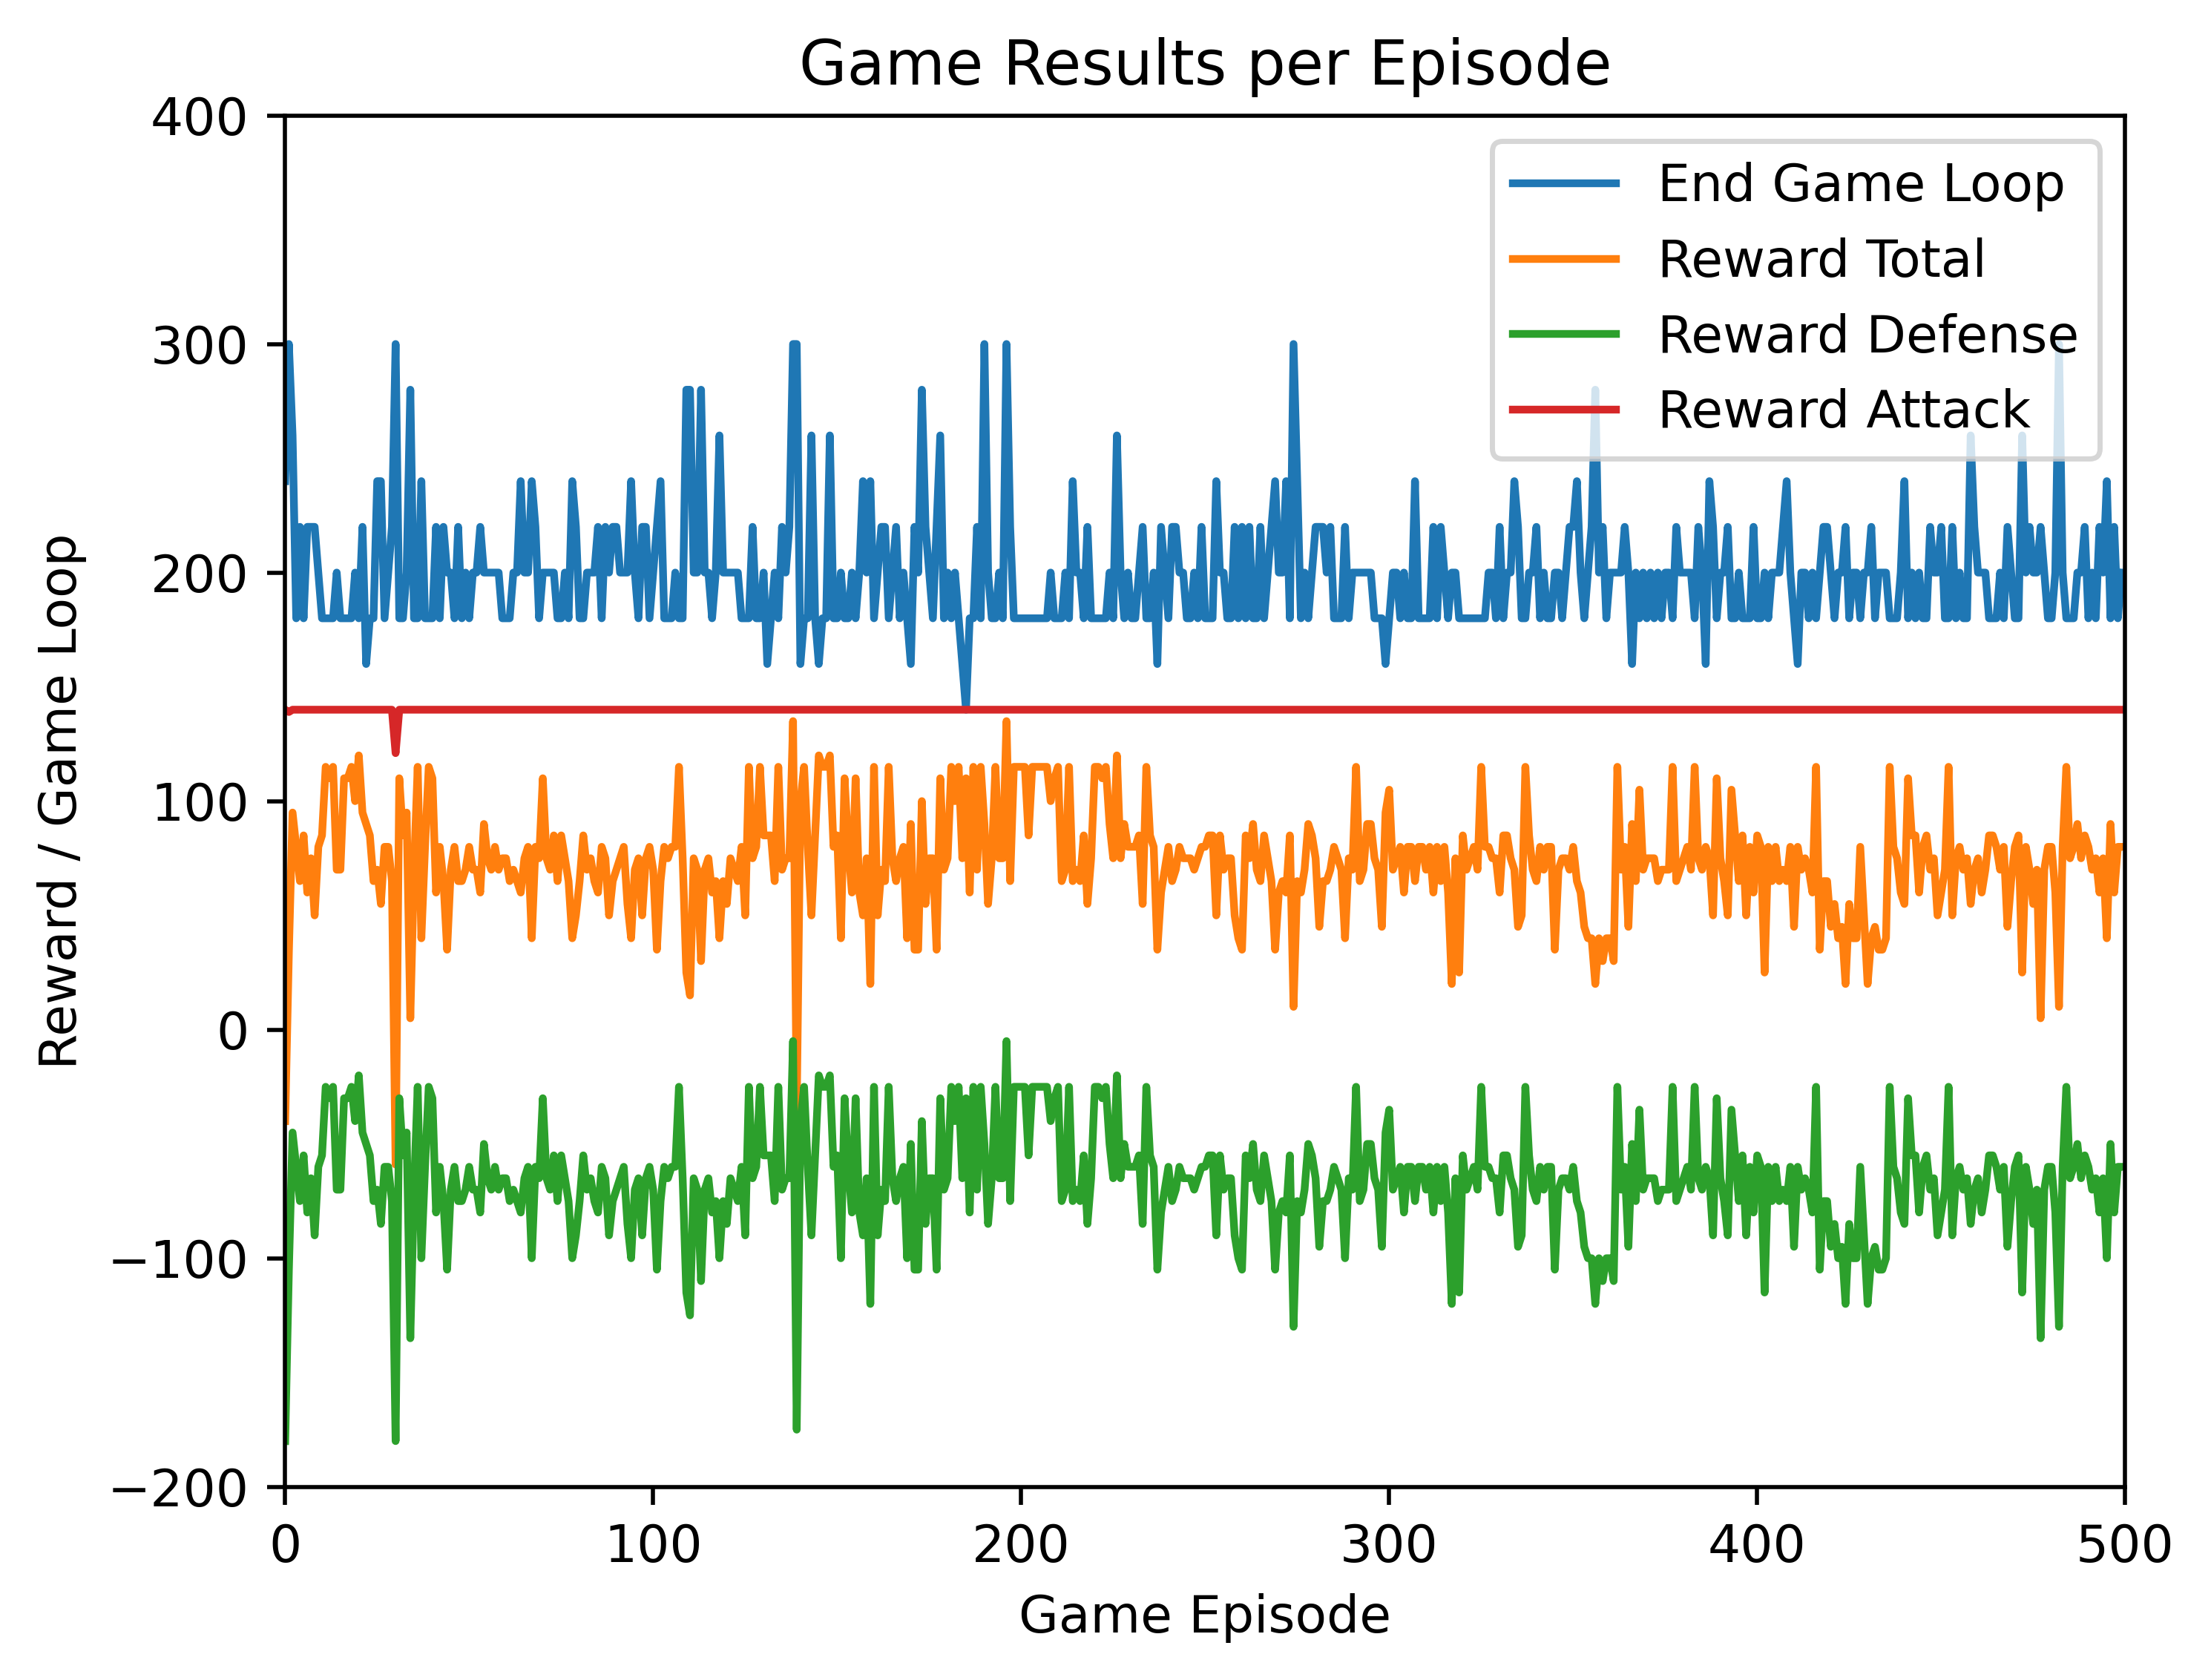 Game Results per Episode
400
300
200
100
0
−100
−200
Reward / Game Loop
End Game Loop
Reward Total
Reward Defense
Reward Attack
0 100 200 300 400 500
Game Episode